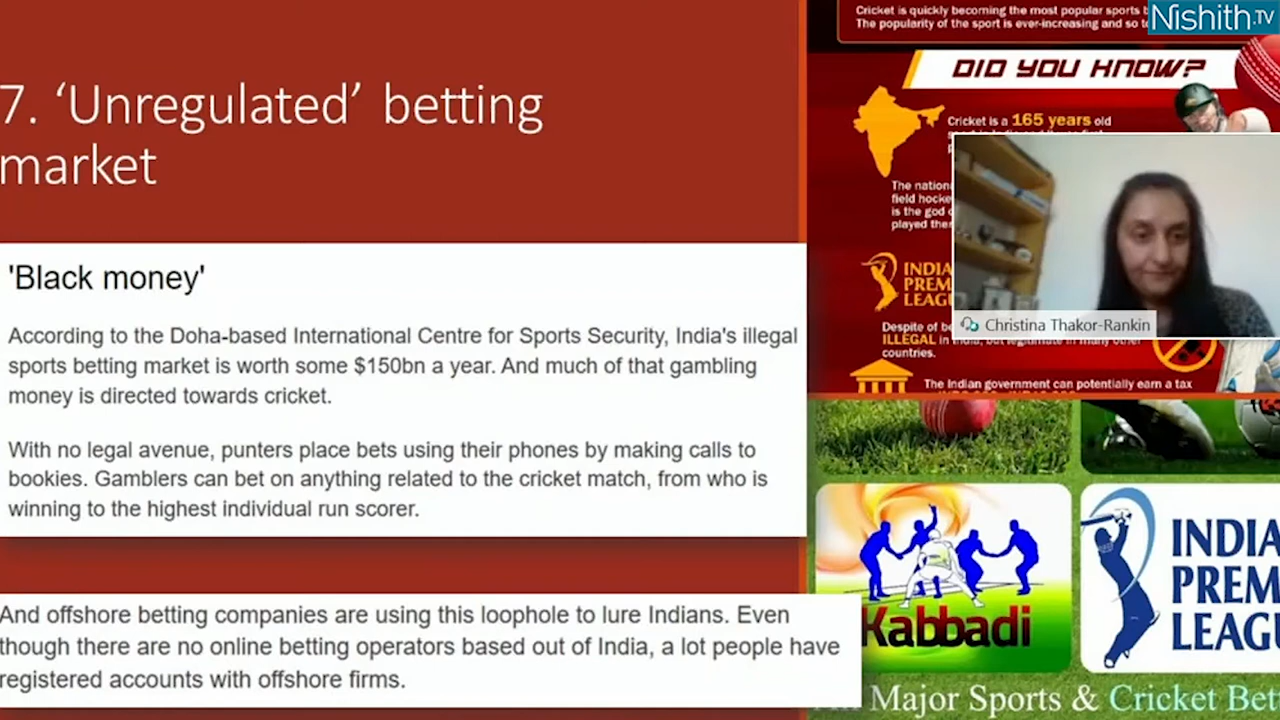 7. ‘Unregulated’ betting
market
'Black money'
According to the Doha-based International Centre for Sports Security, India's illegal
sports betting market is worth some $150bn a year. And much of that gambling
money is directed towards cricket.
With no legal avenue, punters place bets using their phones by making calls to
bookies. Gamblers can bet on anything related to the cricket match, from who is
winning to the highest individual run scorer.
And offshore betting companies are using this loophole to lure Indians. Even
though there are no online betting operators based out of India, a lot people have
registered accounts with offshore firms.
Cricket is quickly becoming the most popular sports
The popularity of the sport is ever-increasing and so
Nishith.TV
DID YOU KNOW?
Cricket is a 165 years old
The nation
field hocke
is the god
played the
INDIA
PREM
LEAGU
Christina Thakor-Rankin
Despite of be
ILLEGAL in India, but legitimate in many other
countries.
The Indian government can potentially earn a tax
Kabbadi
INDIA
PREM
LEAGU
Major Sports & Cricket Bet